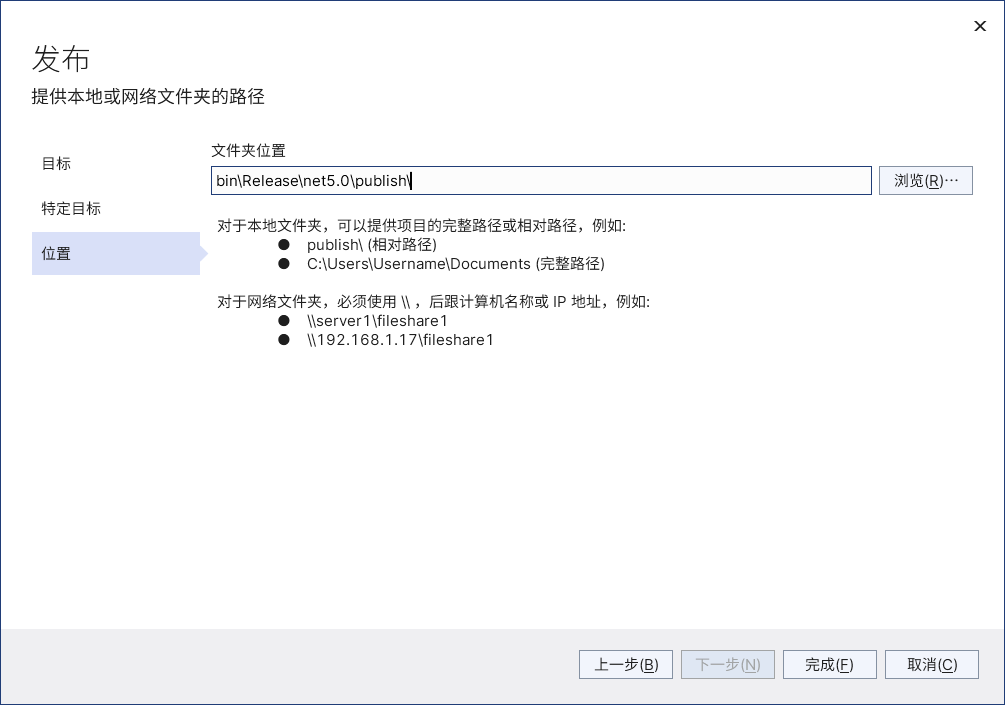 发布
提供本地或网络文件夹的路径
目标
特定目标
位置
文件夹位置
bin\Release\net5.0\publish\
浏览(R)…
对于本地文件夹，可以提供项目的完整路径或相对路径，例如:
● publish\ (相对路径)
● C:\Users\Username\Documents (完整路径)
对于网络文件夹，必须使用 \\ ，后跟计算机名称或 IP 地址，例如:
● \\server1\fileshare1
● \\192.168.1.17\fileshare1
上一步(B)
下一步(N)
完成(F)
取消(C)